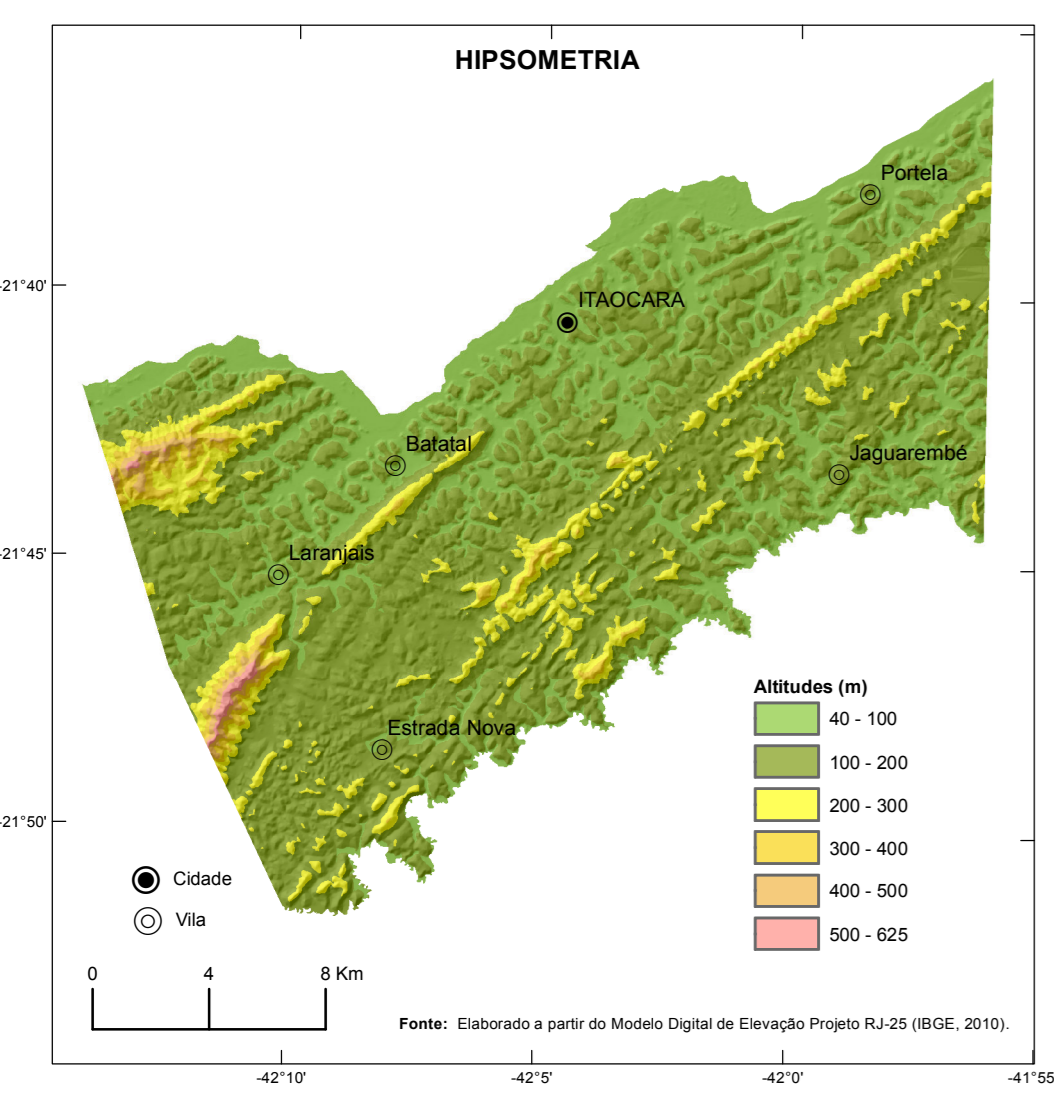 HIPSOMETRIA
Portela
-21°40'
ITAOCARA
Batatal
Jaguarembé
-21°45'
Laranjais
Altitudes (m)
40 - 100
Estrada Nova
100 - 200
200 - 300
-21°50'
300 - 400
Cidade
400 - 500
Vila
500 - 625
0 4 8 Km
Fonte: Elaborado a partir do Modelo Digital de Elevação Projeto RJ-25 (IBGE, 2010).
-42°10' -42°5' -42°0' -41°55